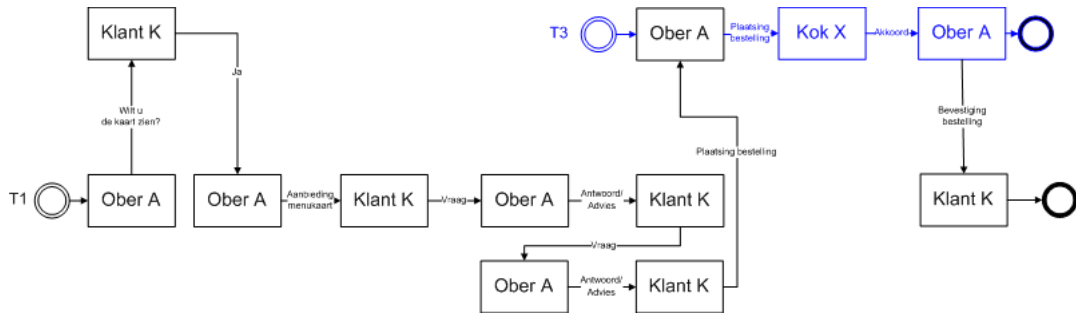 T1
Ober A
Wilt u
de kaart zien?
Klant K
Ja
Ober A
Aanbieding
menukaart
Klant K
Vraag
Ober A
Antwoord/
Advies
Klant K
Vraag
Ober A
Antwoord/
Advies
Klant K
Plaatsing bestelling
T3
Ober A
Plaatsing
bestelling
Kok X
Akkoord
Ober A
Bevestiging
bestelling
Klant K